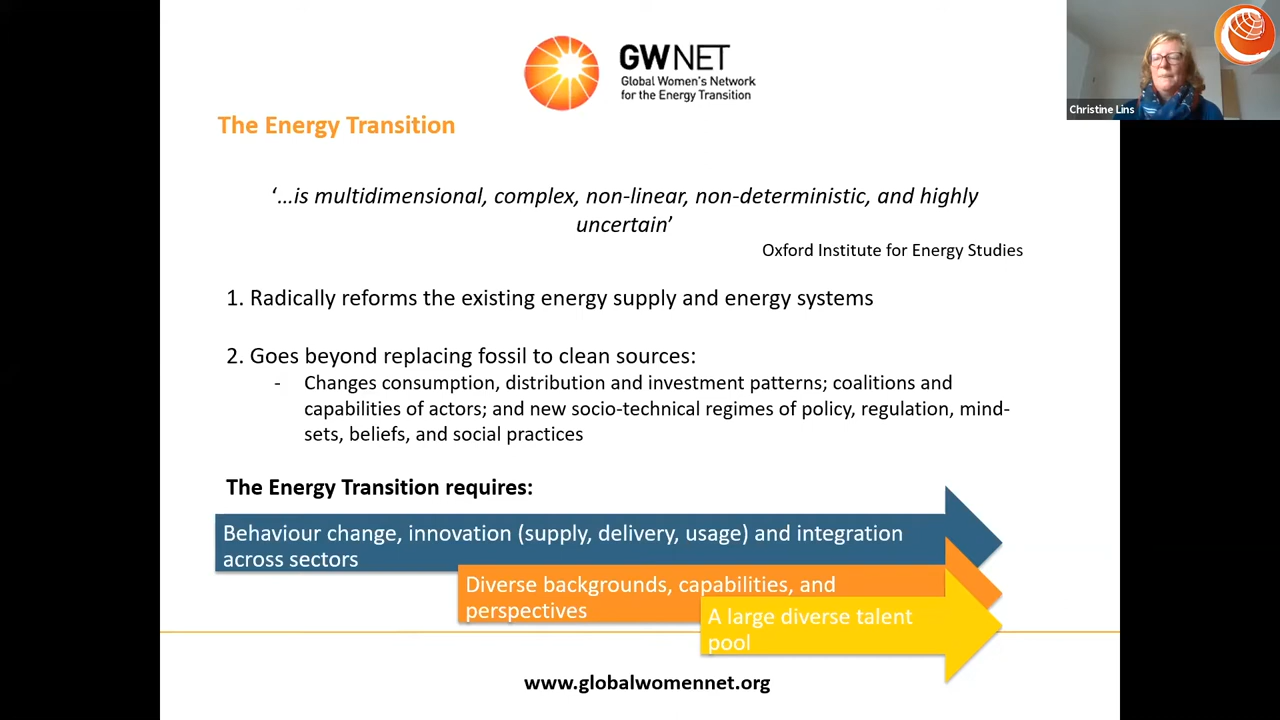 GWNET
Global Women's Network
for the Energy Transition
Christine Lins
The Energy Transition
‘…is multidimensional, complex, non-linear, non-deterministic, and highly
uncertain’
Oxford Institute for Energy Studies
1. Radically reforms the existing energy supply and energy systems
2. Goes beyond replacing fossil to clean sources:
- Changes consumption, distribution and investment patterns; coalitions and
capabilities of actors; and new socio-technical regimes of policy, regulation, mind-
sets, beliefs, and social practices
The Energy Transition requires:
Behaviour change, innovation (supply, delivery, usage) and integration
across sectors
Diverse backgrounds, capabilities, and
perspectives
A large diverse talent
pool
www.globalwomennet.org